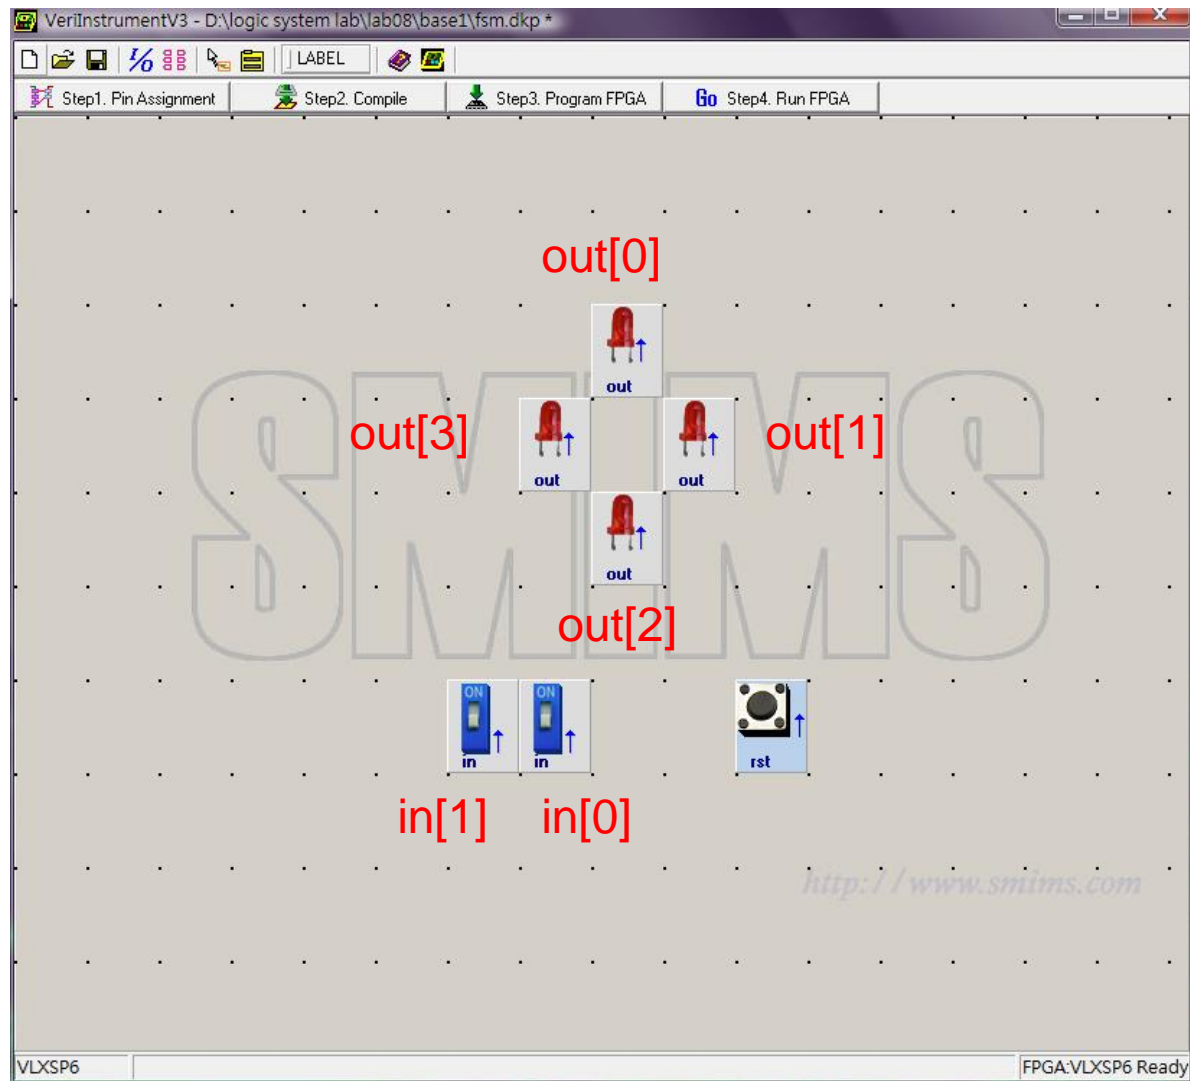 VeriInstrumentV3 - D:\logic system lab\lab08\base1\fsm.dkp *
I/O LABEL
Step1. Pin Assignment Step2. Compile Step3. Program FPGA Go Step4. Run FPGA
out[0]
out
out[3] out[1]
out out
out
out[2]
SMIMS
ON ON
in in rst
in[1] in[0]
http://www.smims.com
VLXSP6 FPGA:VLXSP6 Ready